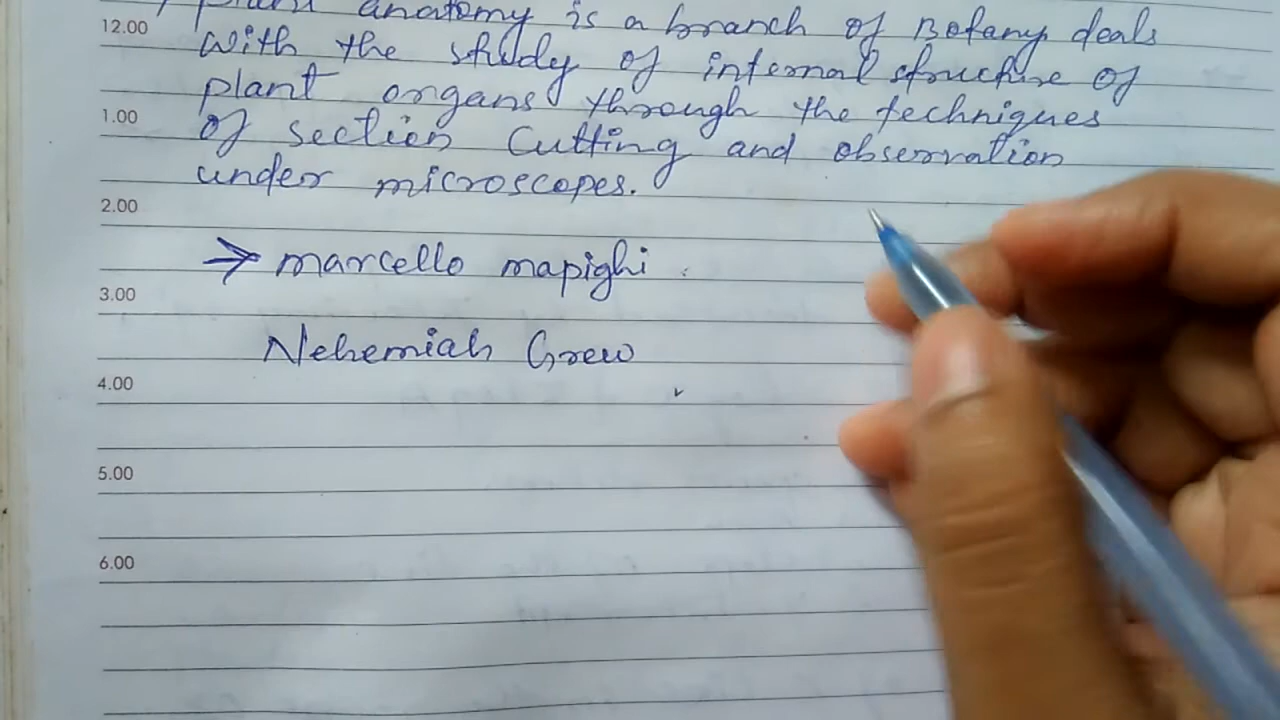 12.00 plant anatomy is a branch of Botany deals
with the study of internal structure of
plant organs through the techniques
1.00 of section cutting and observation
under microscopes.
2.00
→ marcello mapighi
3.00
Nehemiah Grew
4.00
5.00
6.00